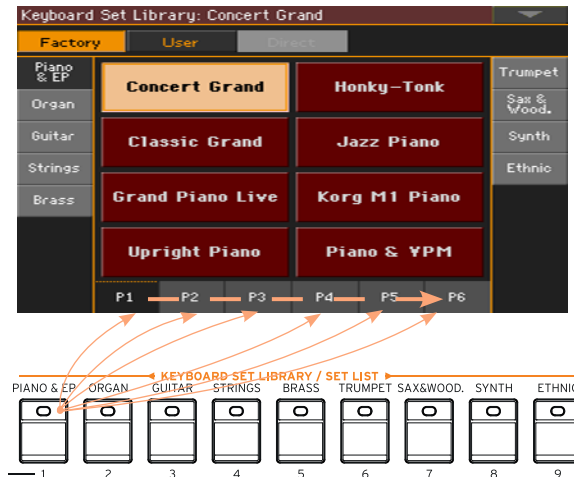 Keyboard Set Library: Concert Grand
Factory User Direct
Piano & EP
Organ
Guitar
Strings
Brass
Concert Grand Honky-Tonk
Classic Grand Jazz Piano
Grand Piano Live Korg M1 Piano
Upright Piano Piano & YPM
Trumpet
Sax & Wood.
Synth
Ethnic
P1 P2 P3 P4 P5 P6
KEYBOARD SET LIBRARY / SET LIST
PIANO & EP ORGAN GUITAR STRINGS BRASS TRUMPET SAX&WOOD. SYNTH ETHNIC
1 2 3 4 5 6 7 8 9